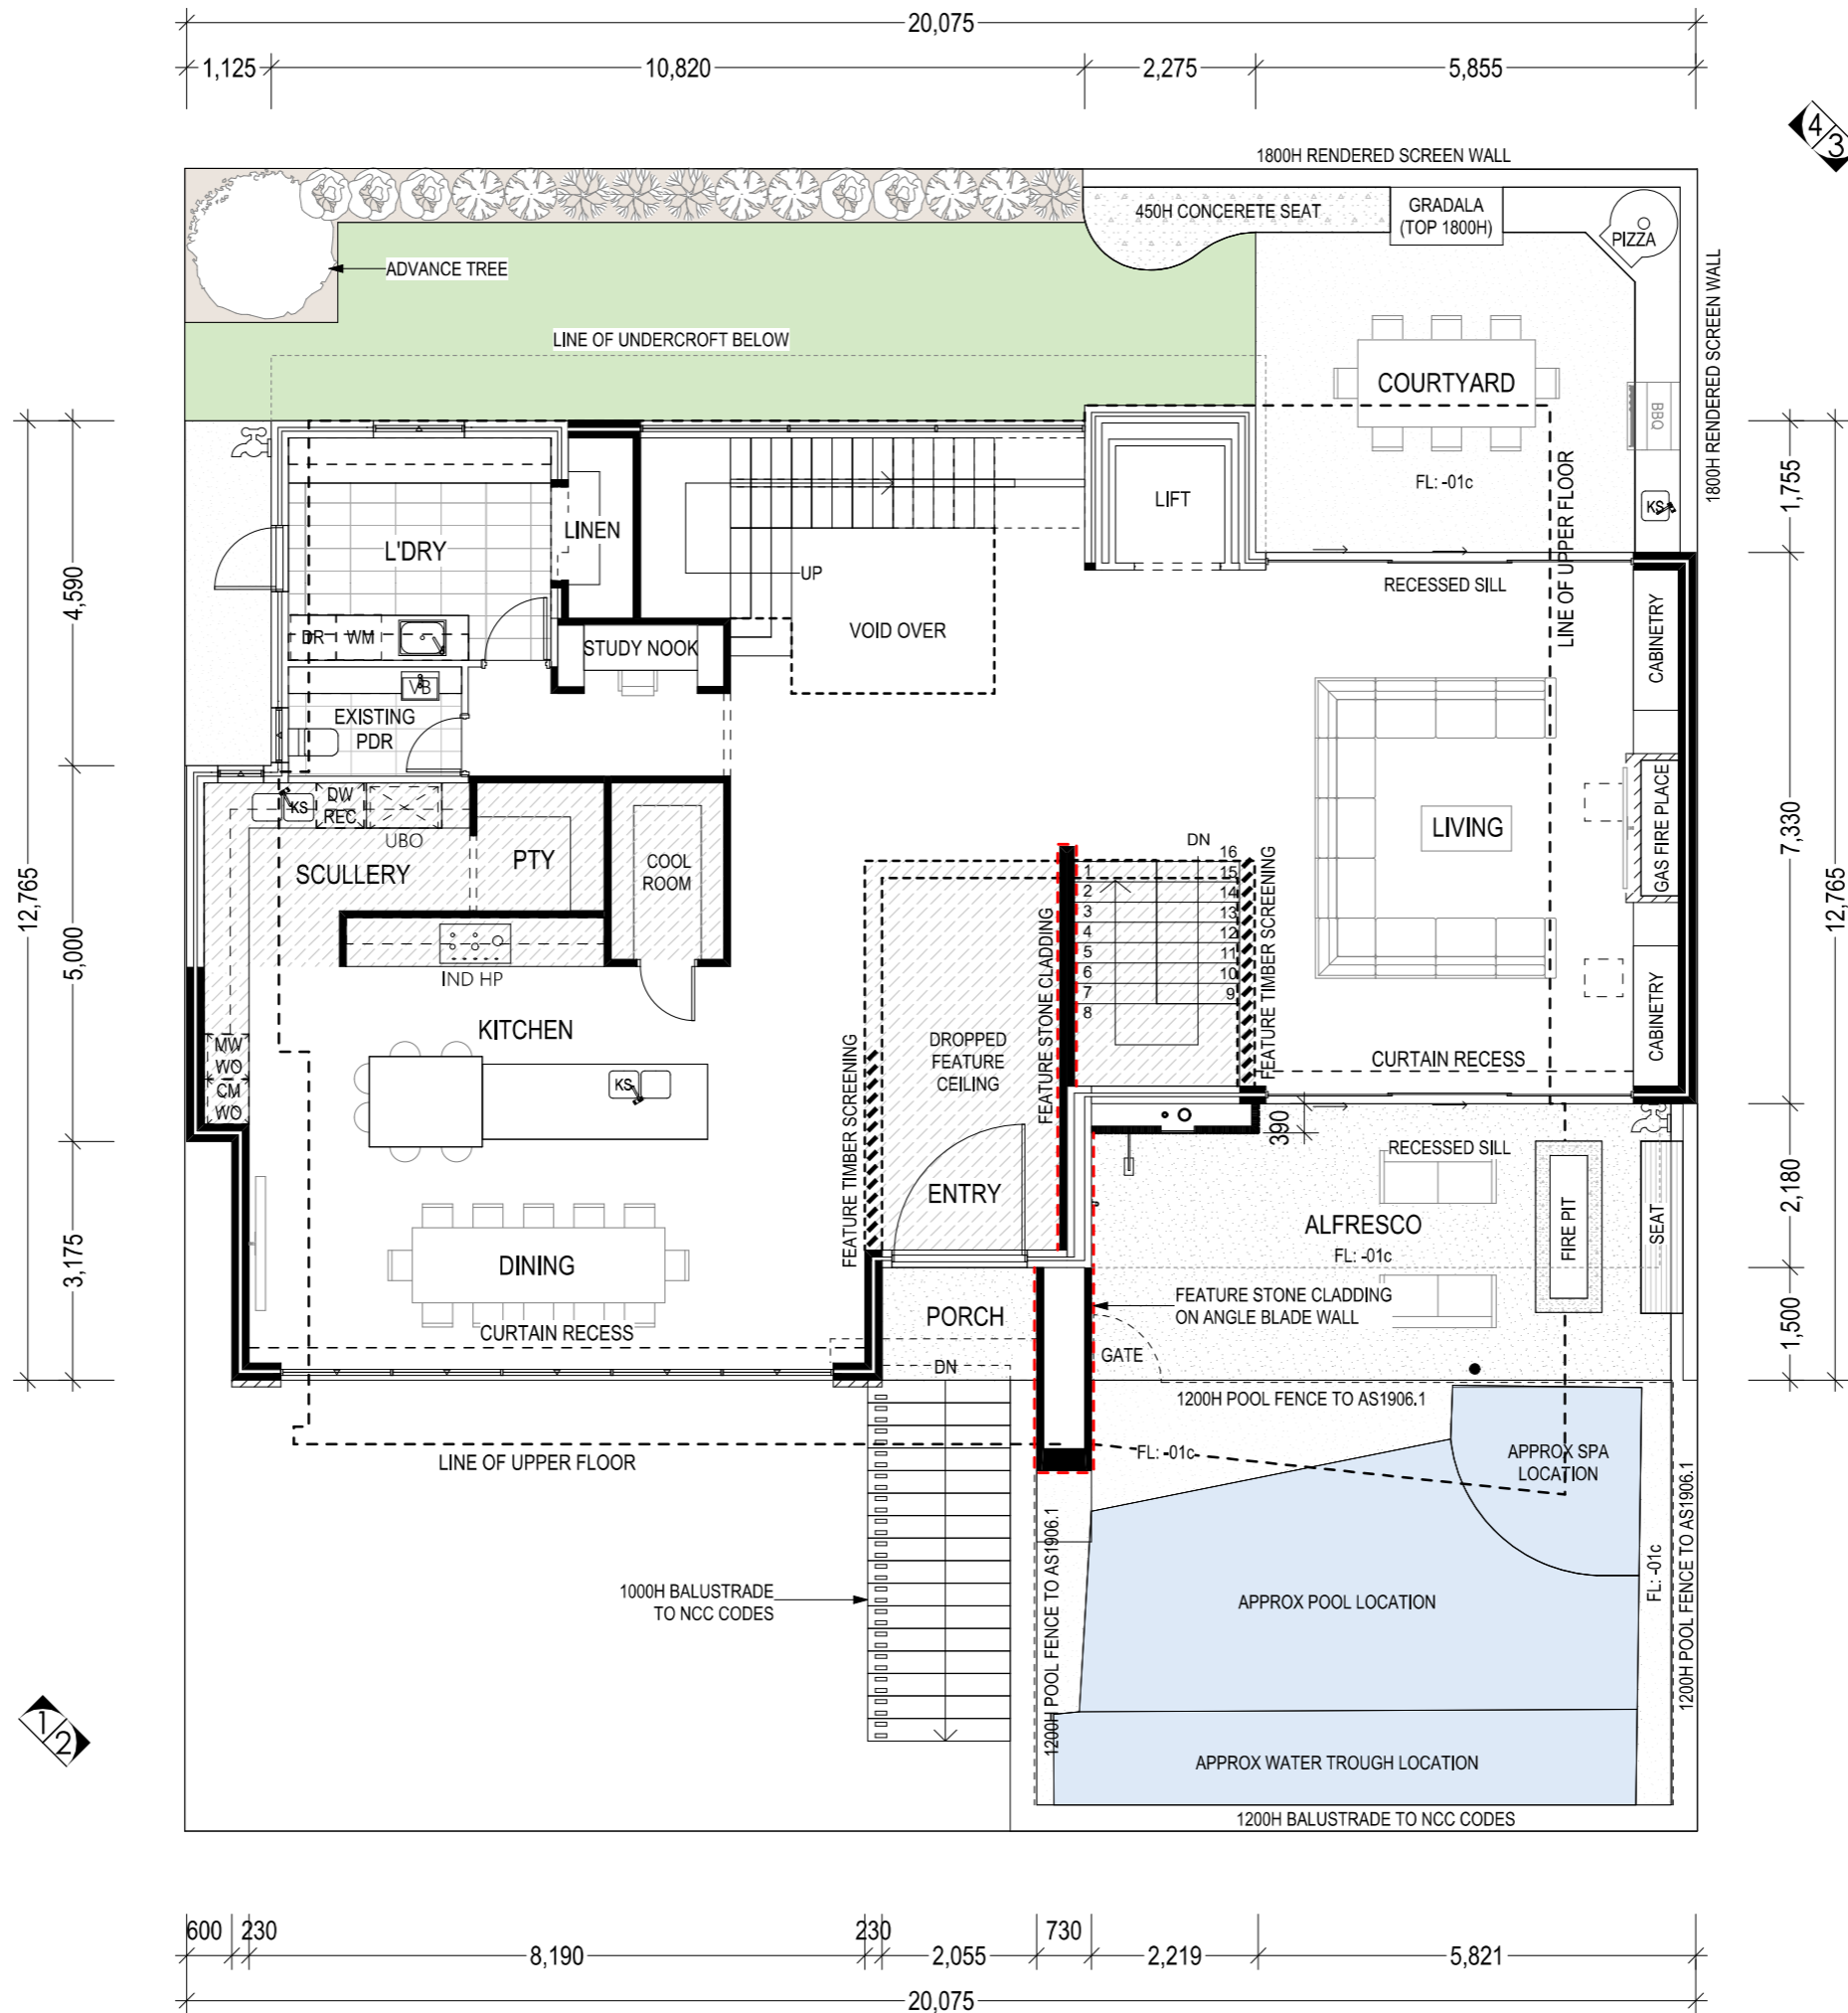 20,075
1,125
10,820
2,275
5,855
4
3
1800H RENDERED SCREEN WALL
450H CONCERETE SEAT
GRADALA
(TOP 1800H)
PIZZA
1800H RENDERED SCREEN WALL
ADVANCE TREE
LINE OF UNDERCROFT BELOW
COURTYARD
BBQ
FL: -01c
KS
LINE OF UPPER FLOOR
LIFT
LINEN
L'DRY
UP
RECESSED SILL
CABINETRY
DR
WM
STUDY NOOK
VOID OVER
VB
EXISTING
PDR
12,765
4,590
5,000
3,175
1,755
7,330
2,180
1,500
12,765
KS
DW
REC
UBO
SCULLERY
PTY
COOL
ROOM
IND HP
KITCHEN
MW
WO
CM
WO
KS
DINING
CURTAIN RECESS
FEATURE TIMBER SCREENING
DROPPED
FEATURE
CEILING
FEATURE STONE CLADDING
ENTRY
DN
1
2
3
4
5
6
7
8
16
15
14
13
12
11
10
9
FEATURE TIMBER SCREENING
LIVING
GAS FIRE PLACE
CABINETRY
CURTAIN RECESS
390
RECESSED SILL
ALFRESCO
FL: -01c
FIRE PIT
SEAT
PORCH
DN
FEATURE STONE CLADDING
ON ANGLE BLADE WALL
GATE
1200H POOL FENCE TO AS1906.1
LINE OF UPPER FLOOR
FL: -01c
APPROX SPA
LOCATION
1200H POOL FENCE TO AS1906.1
FL: -01c
1200H POOL FENCE TO AS1906.1
1000H BALUSTRADE
TO NCC CODES
APPROX POOL LOCATION
APPROX WATER TROUGH LOCATION
1200H BALUSTRADE TO NCC CODES
1
2
600
230
8,190
230
2,055
730
2,219
5,821
20,075